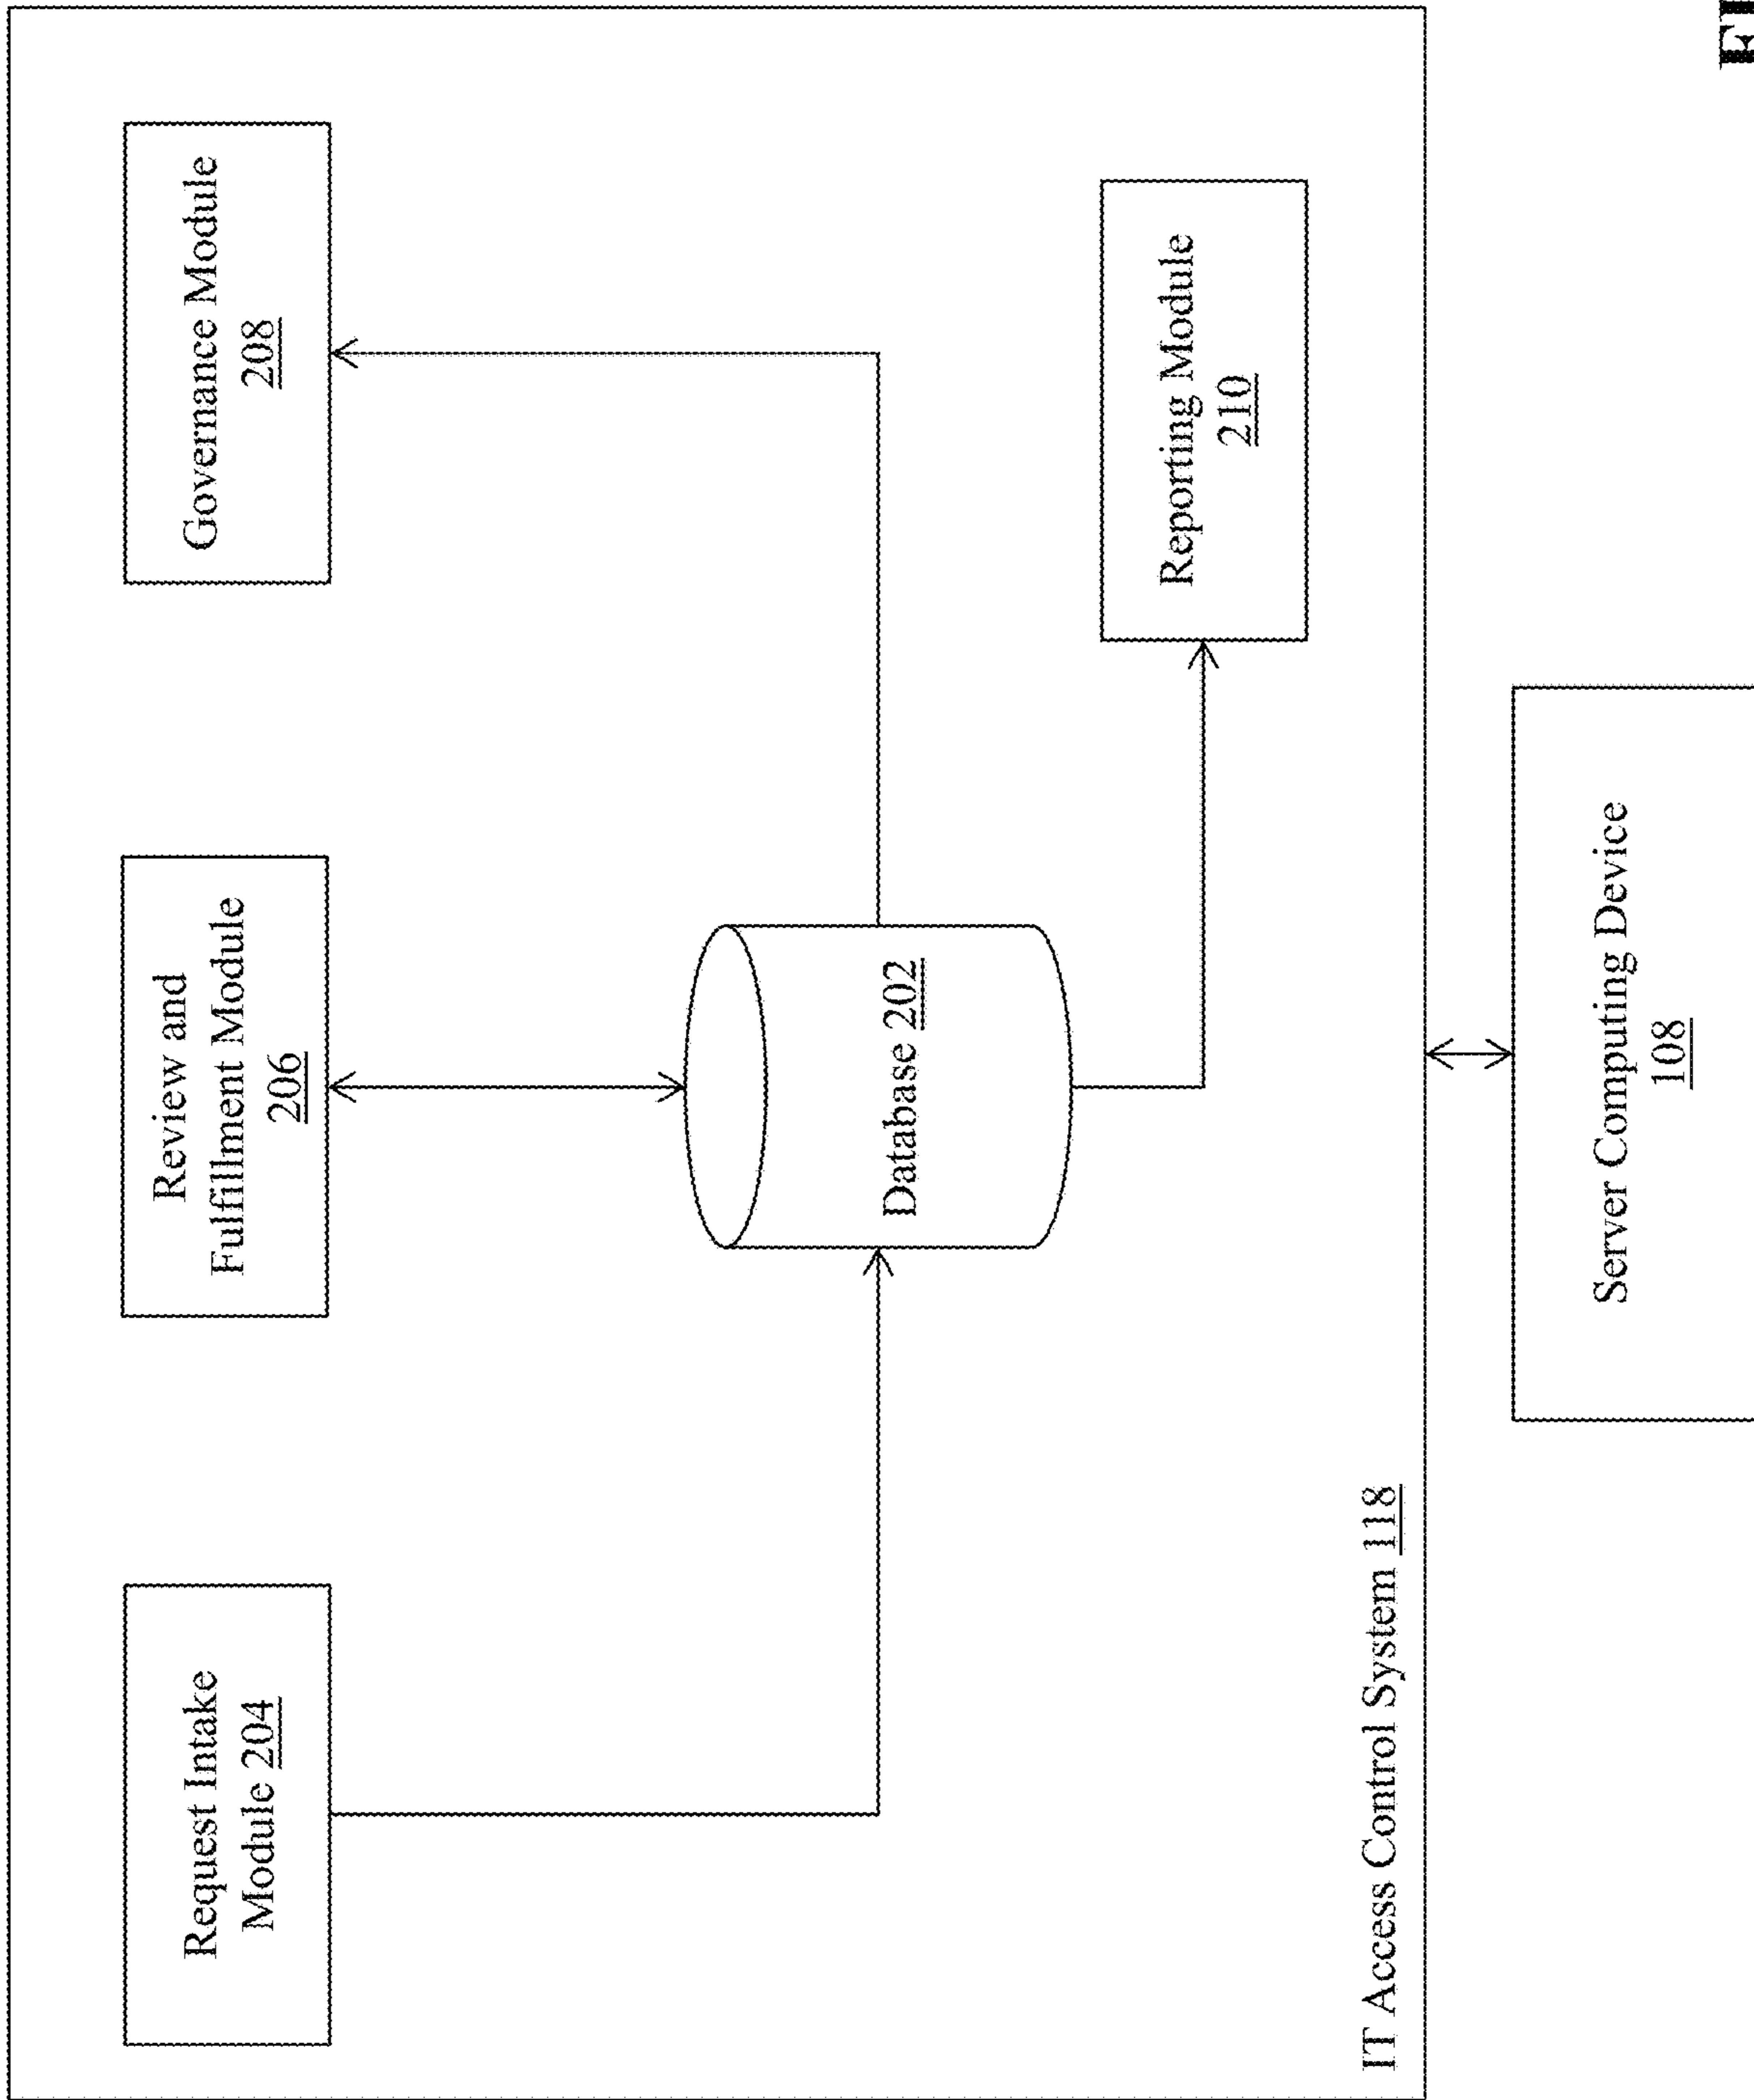 Request Intake
Module 204
Review and
Fulfillment Module
206
Governance Module
208
Database 202
Reporting Module
210
IT Access Control System 118
Server Computing Device
108